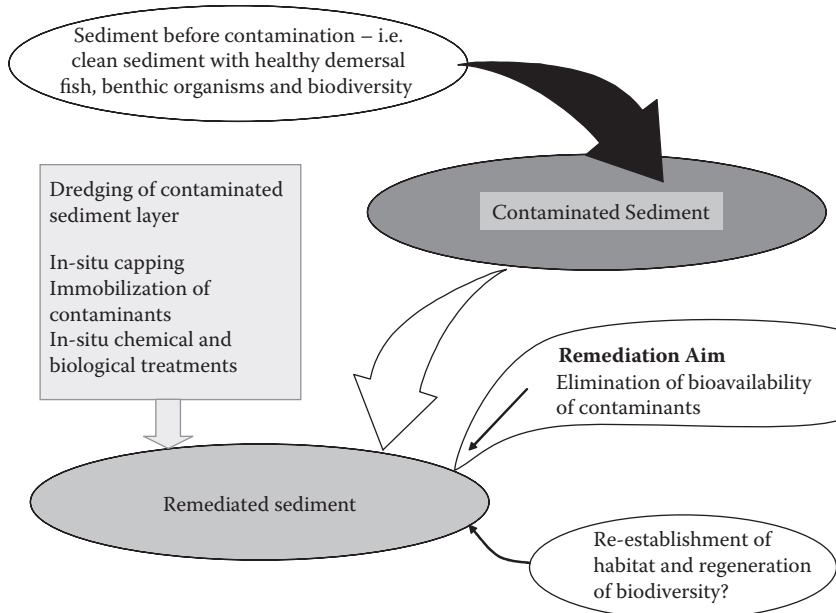 Sediment before contamination – i.e.
clean sediment with healthy demersal
fish, benthic organisms and biodiversity
Dredging of contaminated
sediment layer
In-situ capping
Immobilization of
contaminants
In-situ chemical and
biological treatments
Contaminated Sediment
Remediation Aim
Elimination of bioavailability
of contaminants
Remediated sediment
Re-establishment of
habitat and regeneration
of biodiversity?